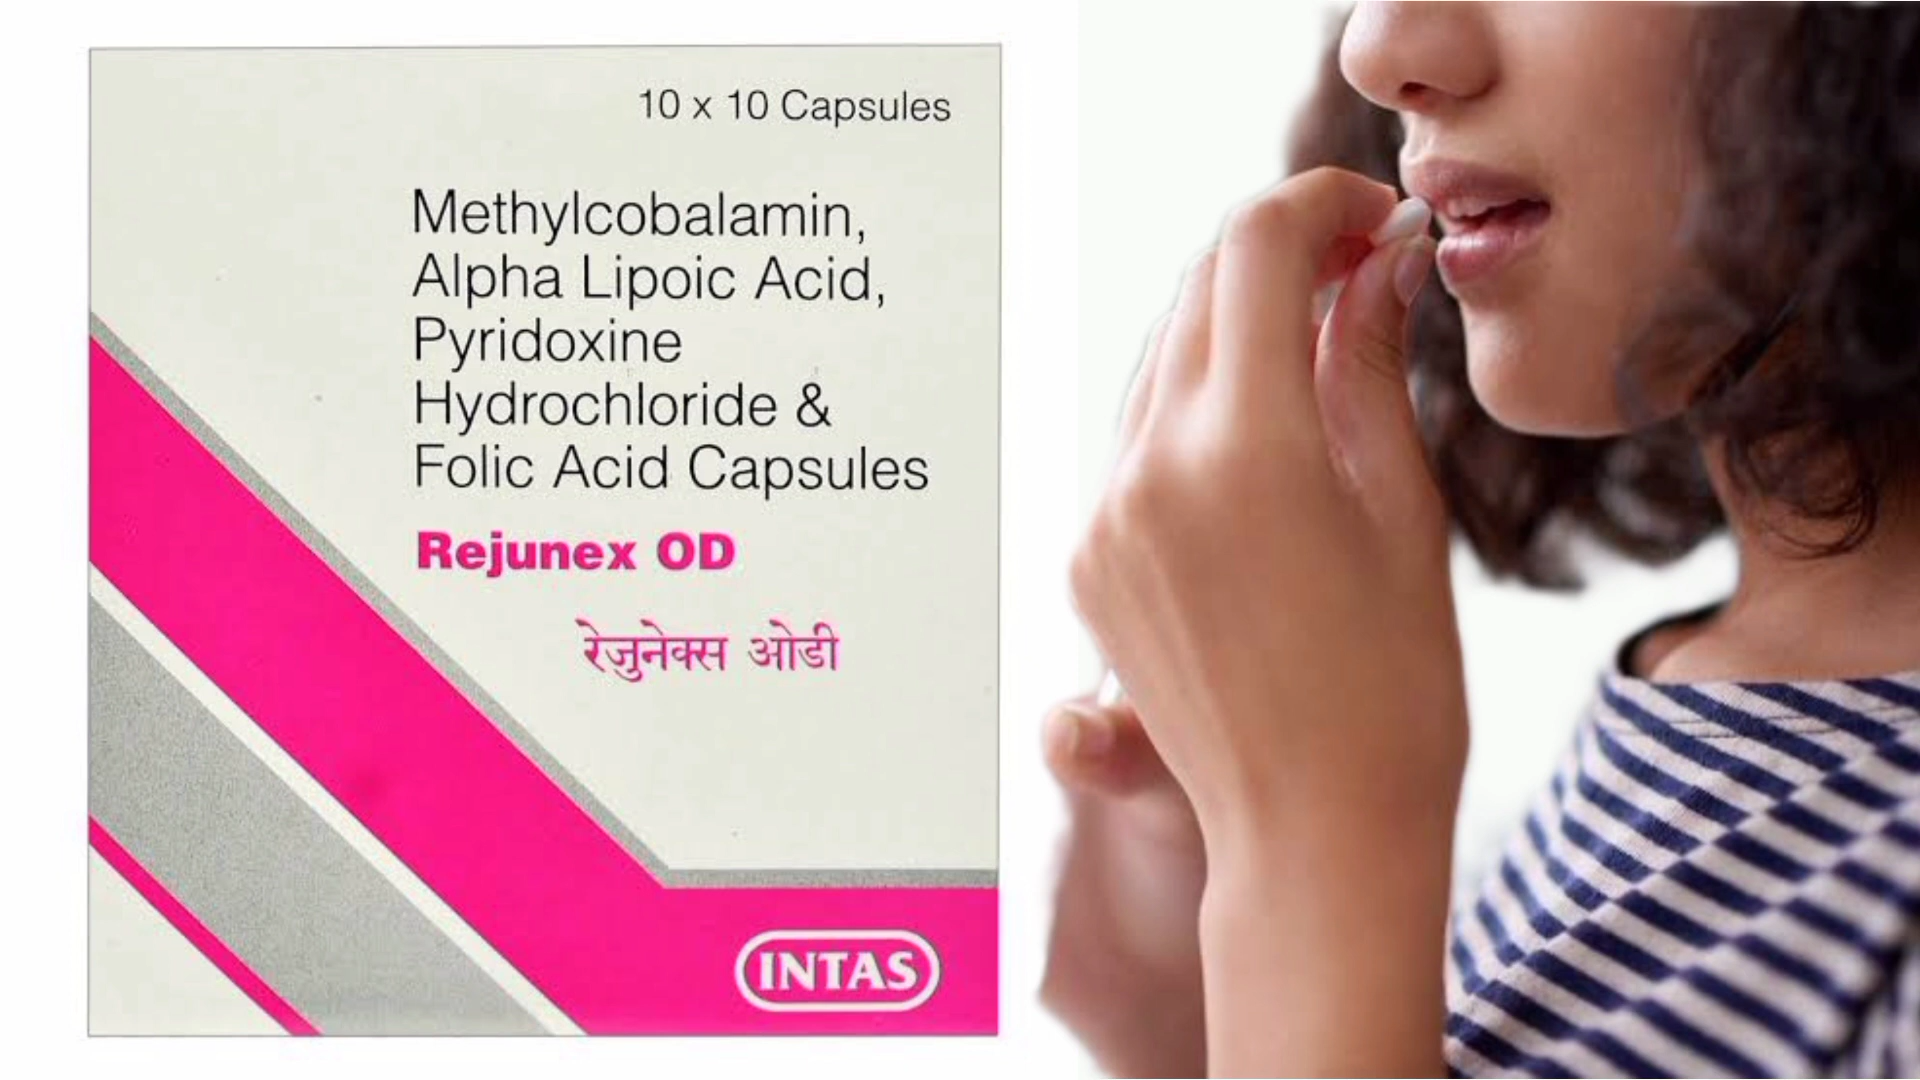 10 x 10 Capsules
Methylcobalamin,
Alpha Lipoic Acid,
Pyridoxine
Hydrochloride &
Folic Acid Capsules
Rejunex OD
रेजुनेक्स ओडी
INTAS